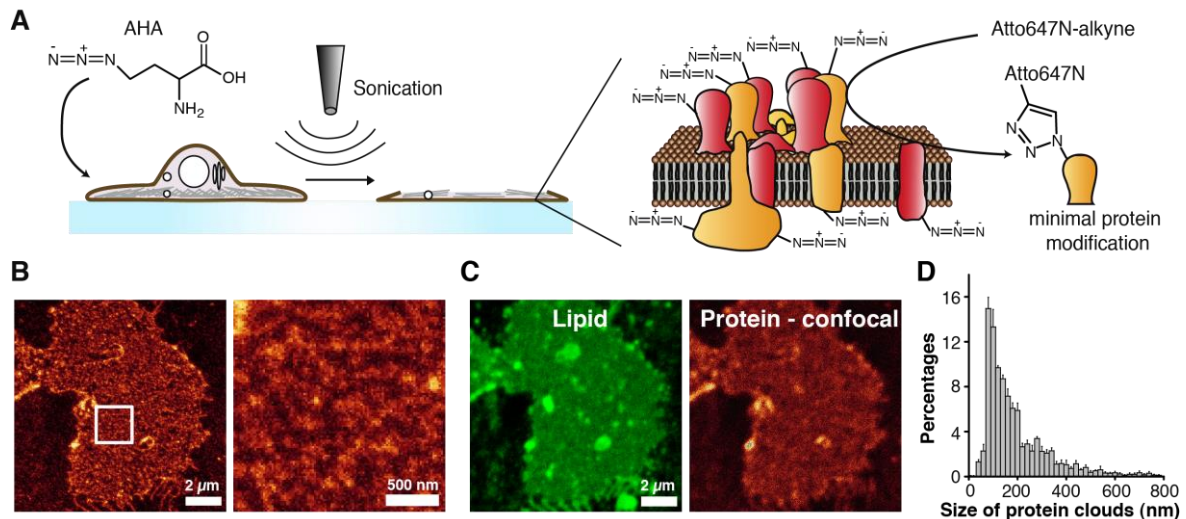 A
AHA
N=N=N
- +
O
OH
NH₂
Sonication
N=N=N
- +
N=N=N
- +
N=N=N
+ -
N=N=N
+ -
N=N=N
- +
N=N=N
- +
N=N=N
+ -
N=N=N
+ -
N=N=N
+ -
Atto647N-alkyne
Atto647N
N
N
N
minimal protein
modification
B
2 µm
500 nm
C
Lipid
2 µm
Protein - confocal
D
Percentages
16
12
8
4
0
0 200 400 600 800
Size of protein clouds (nm)